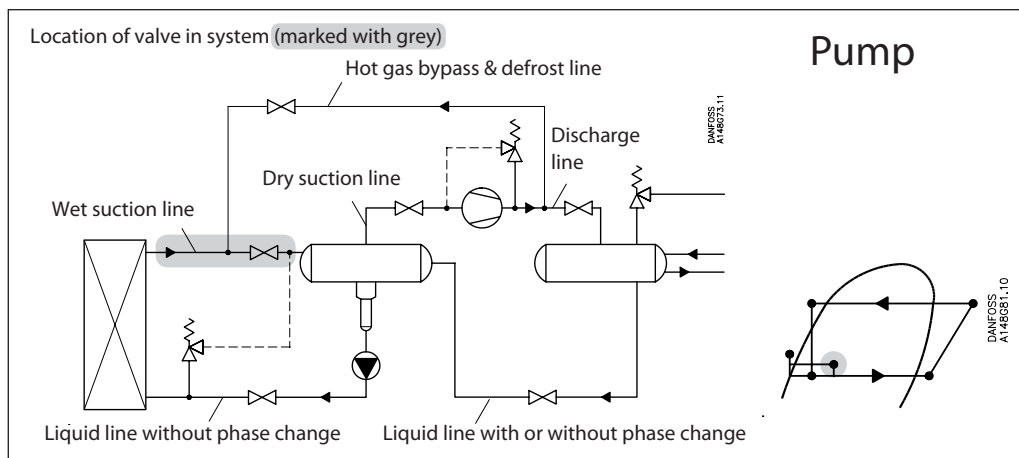 Location of valve in system (marked with grey)
Pump
Hot gas bypass & defrost line
DANFOSS
A148G73.11
Discharge
line
Dry suction line
Wet suction line
DANFOSS
A148G81.10
Liquid line without phase change
Liquid line with or without phase change